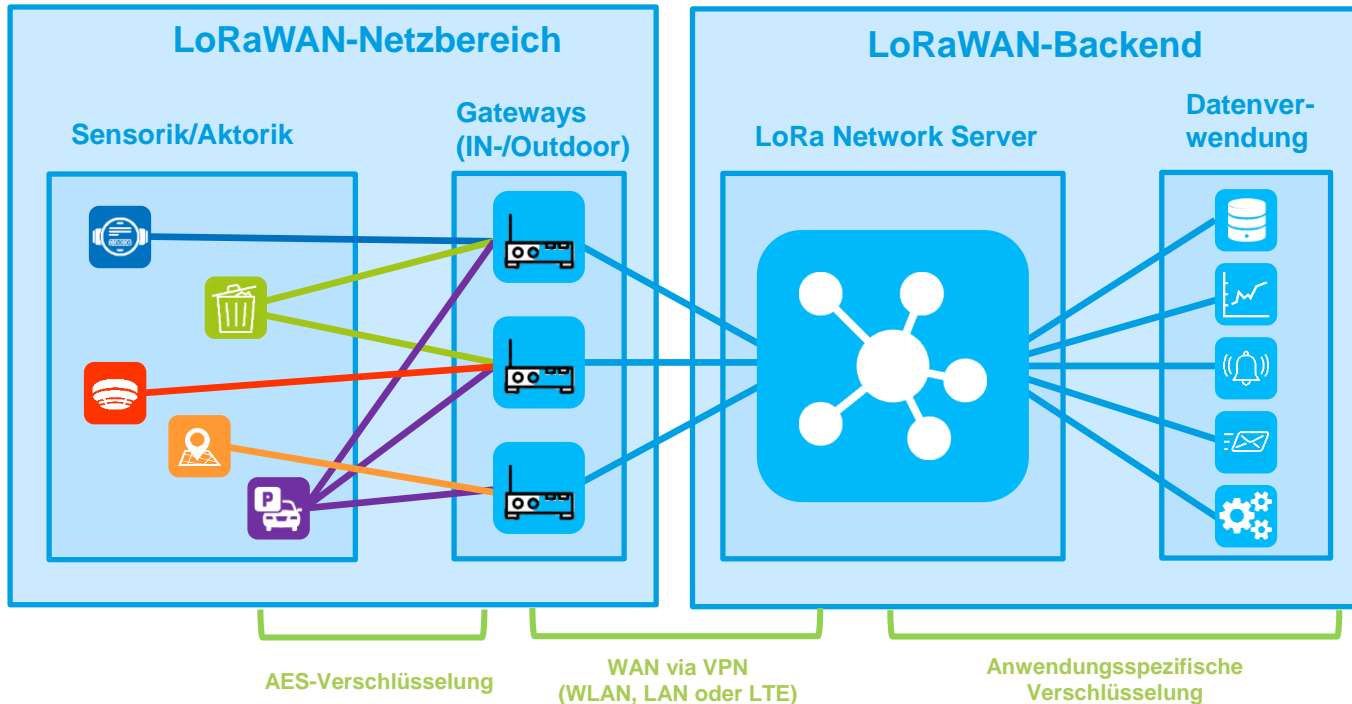 LoRaWAN-Netzbereich
Sensorik/Aktorik
Gateways
(IN-/Outdoor)
P
LoRaWAN-Backend
LoRa Network Server
Datenver-
wendung
AES-Verschlüsselung
WAN via VPN
(WLAN, LAN oder LTE)
Anwendungsspezifische
Verschlüsselung